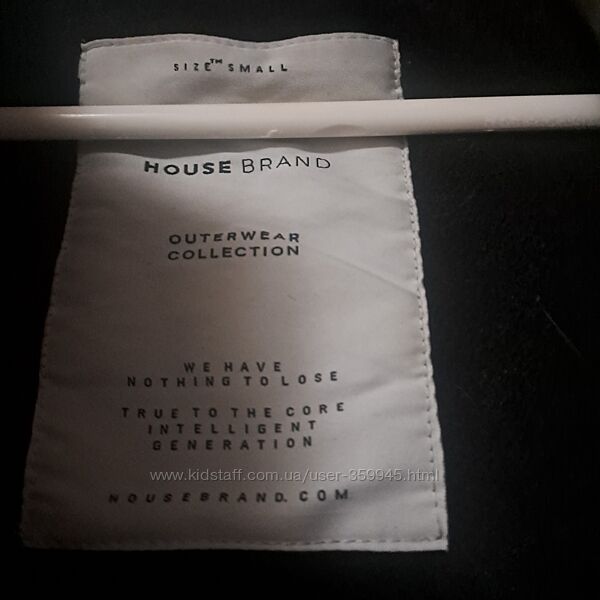 SIZE™ SMALL
HOUSE BRAND
OUTERWEAR
COLLECTION
WE HAVE
NOTHING TO LOSE
TRUE TO THE CORE
INTELLIGENT
GENERATION
www.kidstaff.com.ua/user-359945.html
HOUSEBRAND.COM